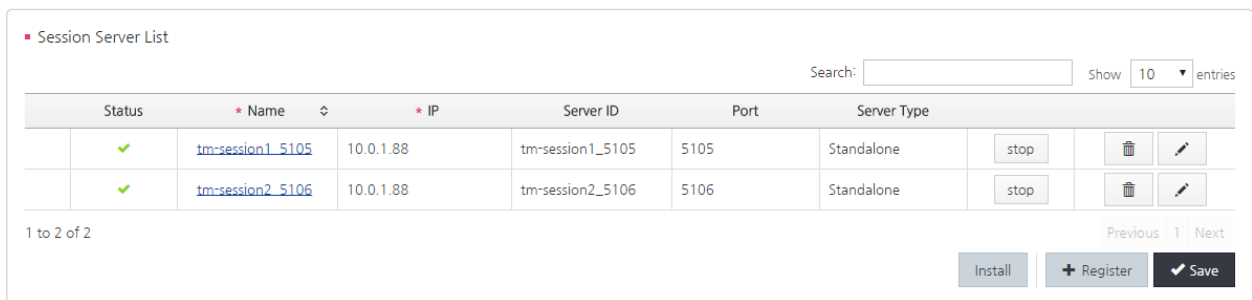 Session Server List
Search: Show 10 entries
Status * Name * IP Server ID Port Server Type
tm-session1_5105 10.0.1.88 tm-session1_5105 5105 Standalone stop
tm-session2_5106 10.0.1.88 tm-session2_5106 5106 Standalone stop
1 to 2 of 2 Previous 1 Next
Install + Register Save